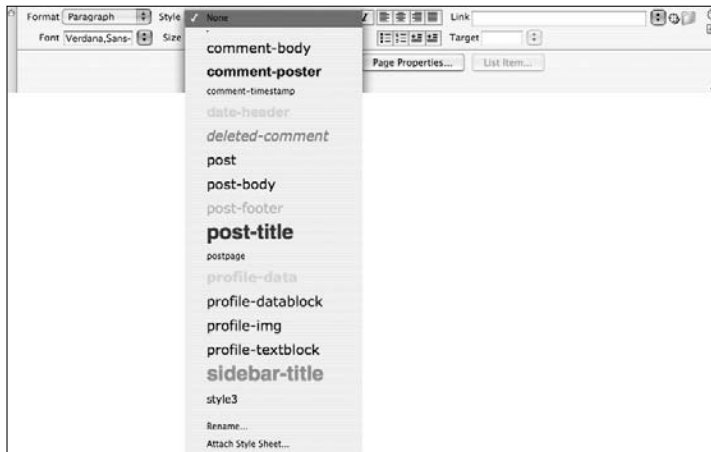 Format Paragraph Style ✓ None Link
Font Verdana,Sans- Size Target
Page Properties... List Item...
comment-body
comment-poster
comment-timestamp
date-header
deleted-comment
post
post-body
post-footer
post-title
postpage
profile-data
profile-datablock
profile-img
profile-textblock
sidebar-title
style3
Rename...
Attach Style Sheet...